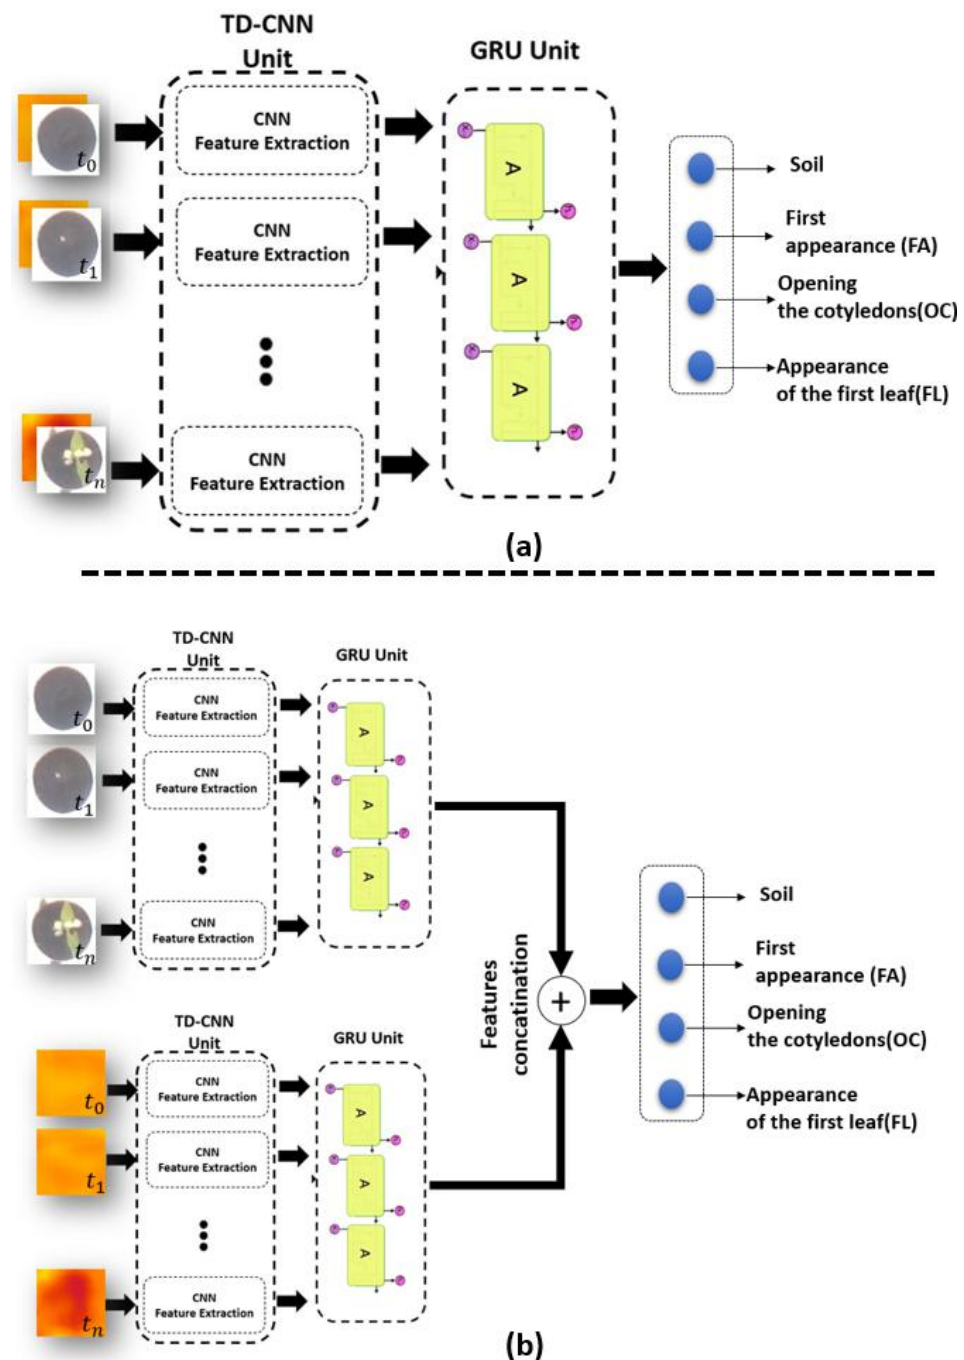 TD-CNN
Unit
GRU Unit
CNN
Feature Extraction
t0
A
Soil
CNN
Feature Extraction
t1
A
First
appearance (FA)
Opening
the cotyledons(OC)
A
Appearance
of the first leaf(FL)
CNN
Feature Extraction
tn
(a)
TD-CNN
Unit
GRU Unit
CNN
Feature Extraction
t0
A
CNN
Feature Extraction
t1
A
A
CNN
Feature Extraction
tn
Soil
First
appearance (FA)
Features
concatination
+
Opening
the cotyledons(OC)
Appearance
of the first leaf(FL)
TD-CNN
Unit
GRU Unit
CNN
Feature Extraction
t0
A
CNN
Feature Extraction
t1
A
A
CNN
Feature Extraction
tn
(b)